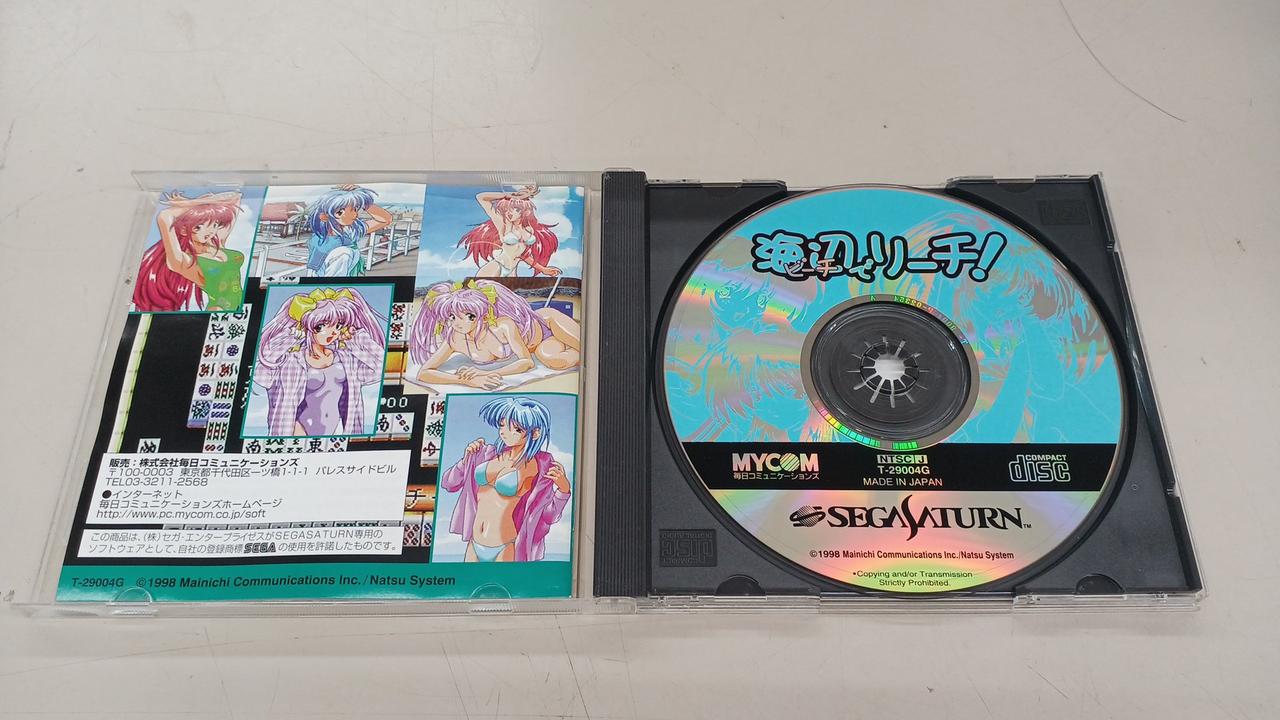 販売：株式会社毎日コミュニケーションズ
〒100-0003 東京都千代田区一ツ橋1-1-1 パレスサイドビル
TEL03-3211-2568
●インターネット
毎日コミュニケーションズホームページ
http://www.pc.mycom.co.jp/soft
この商品は、(株)セガ・エンタープライゼスがSEGASATURN専用の
ソフトウェアとして、自社の登録商標SEGAの使用を許諾したものです。
T-29004G ©1998 Mainichi Communications Inc./Natsu System
海辺でリーチ!
ビーチ
MYCOM
毎日コミュニケーションズ
NTSC J
T-29004G
MADE IN JAPAN
COMPACT
disc
SEGASATURN™
©1998 Mainichi Communications Inc./Natsu System
•Copying and/or Transmission
Strictly Prohibited.